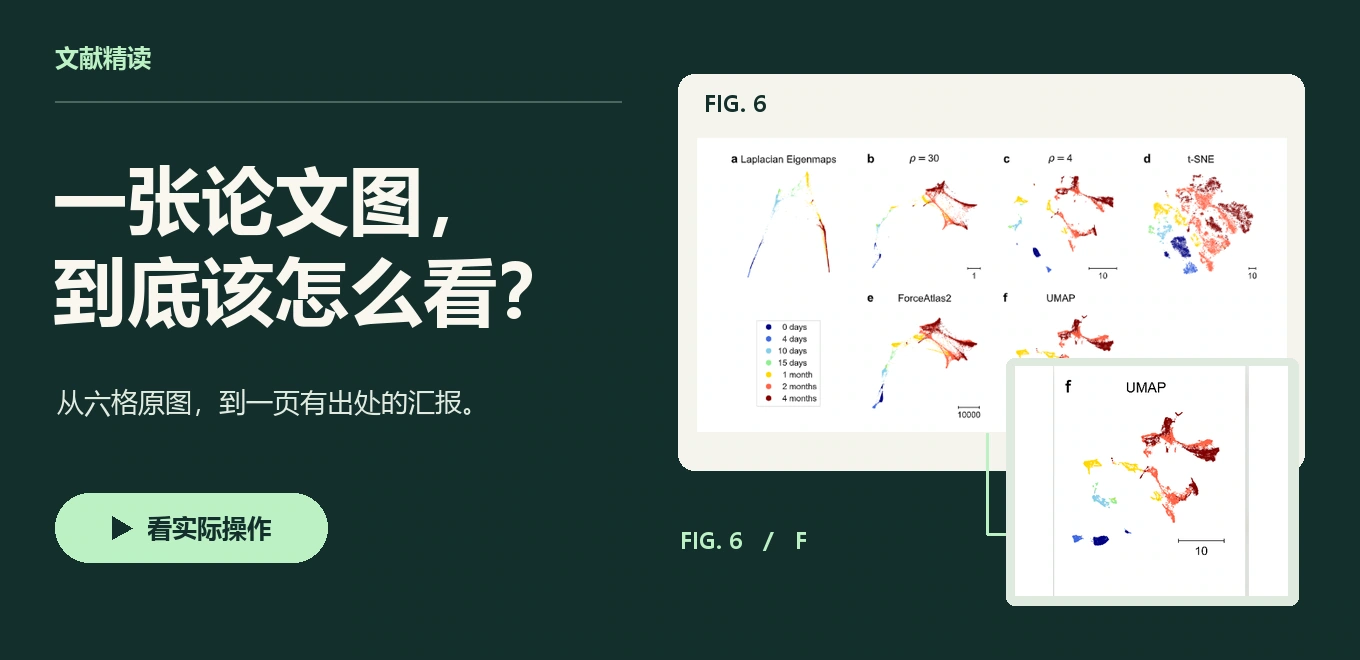 文献精读
一张论文图，
到底该怎么看？
从六格原图，到一页有出处的汇报。
▶ 看实际操作
FIG. 6
a Laplacian Eigenmaps
b ρ = 30
c ρ = 4
d t-SNE
1
10
10
e ForceAtlas2
f UMAP
0 days
4 days
10 days
15 days
1 month
2 months
4 months
10000
f UMAP
10
FIG. 6 / F